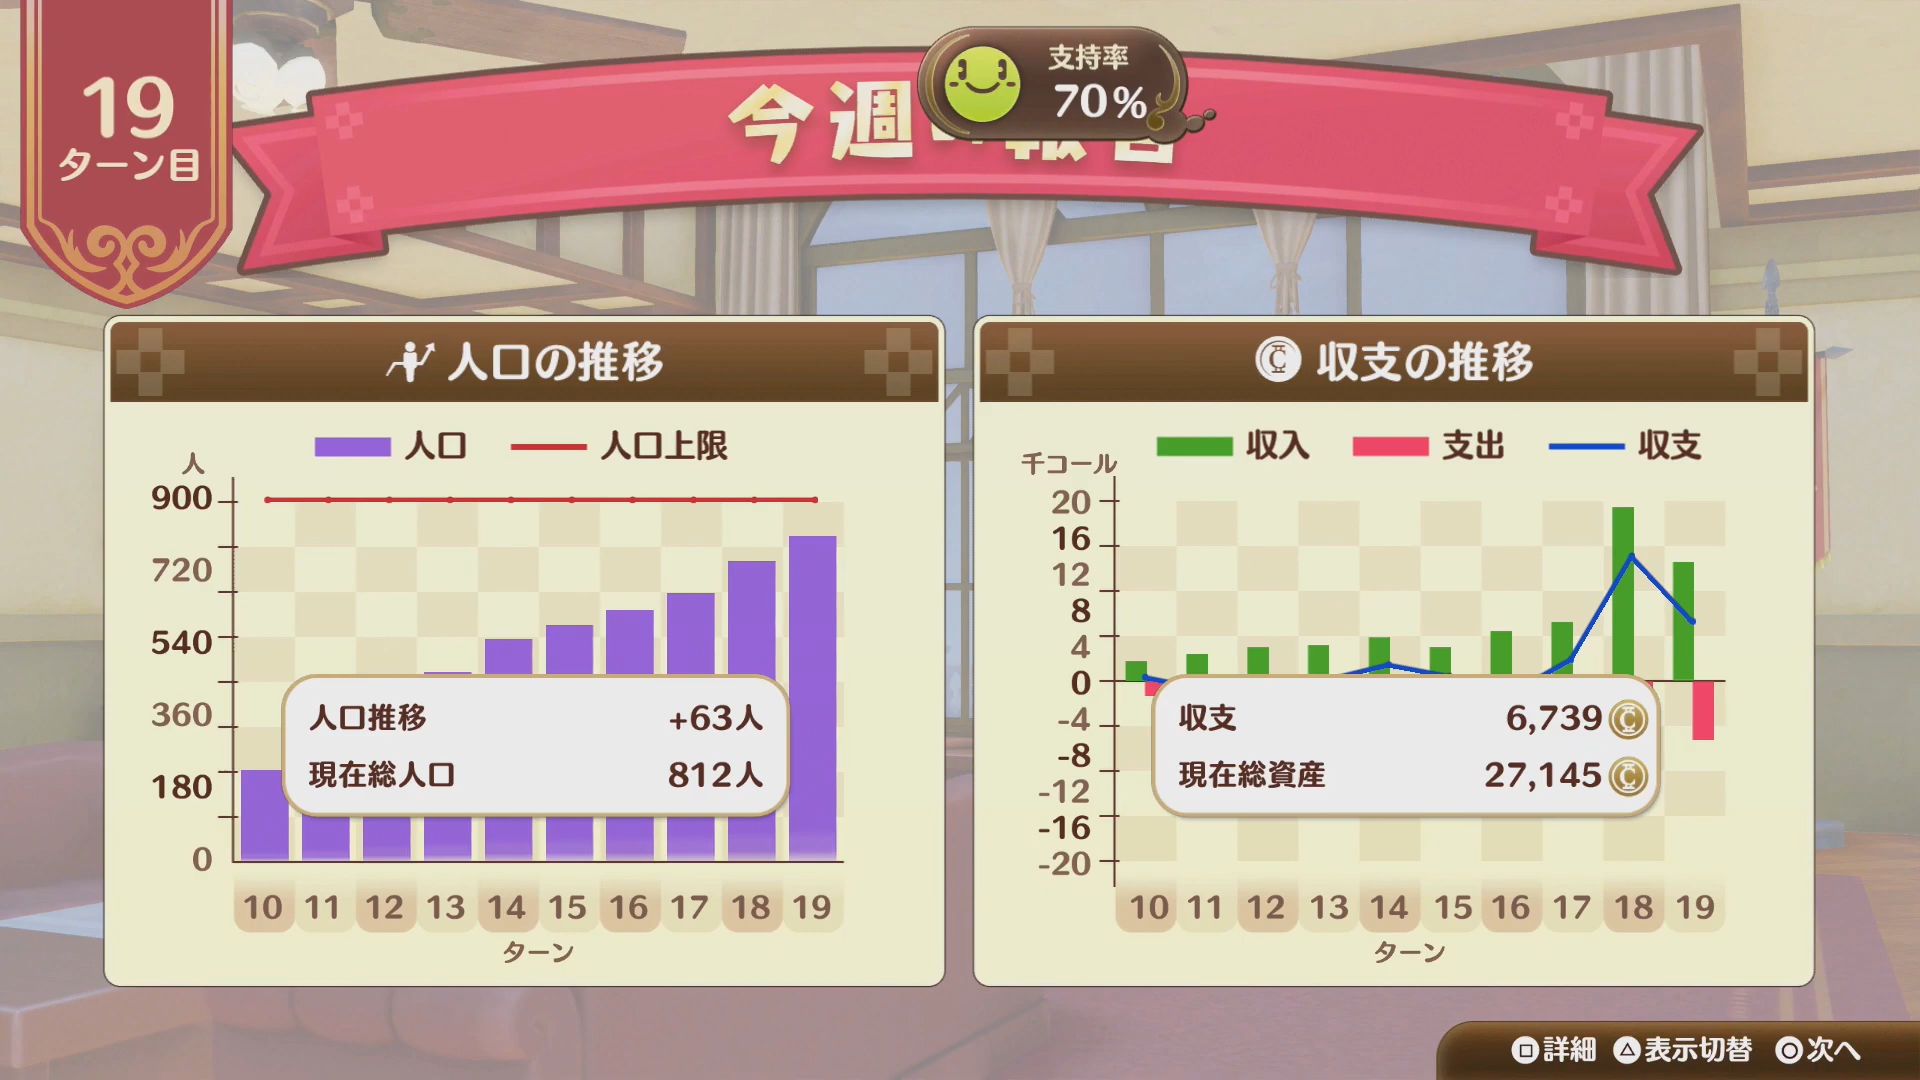 19
ターン目
支持率
70%
今週
人口の推移
人口
人口上限
人
900
720
540
360
180
0
人口推移 +63人
現在総人口 812人
10 11 12 13 14 15 16 17 18 19
ターン
収支の推移
収入
支出
収支
千コール
20
16
12
8
4
0
-4
-8
-12
-16
-20
収支 6,739
現在総資産 27,145
10 11 12 13 14 15 16 17 18 19
ターン
詳細 表示切替 次へ